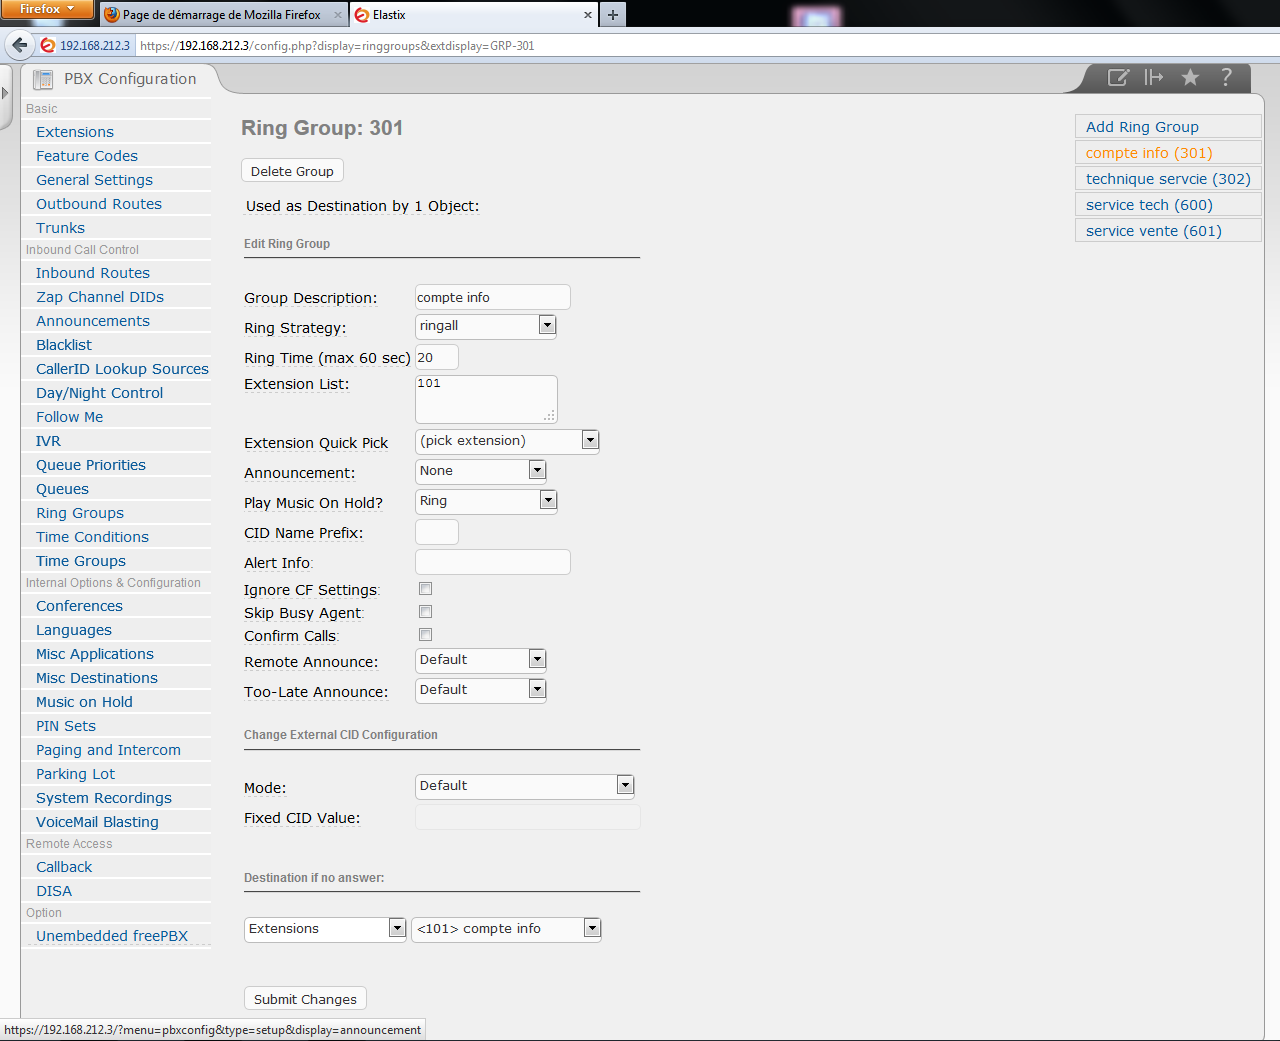 Firefox
Page de démarrage de Mozilla Firefox
Elastix
192.168.212.3
https://192.168.212.3/config.php?display=ringgroups&extdisplay=GRP-301
PBX Configuration
Basic
Extensions
Feature Codes
General Settings
Outbound Routes
Trunks
Inbound Call Control
Inbound Routes
Zap Channel DIDs
Announcements
Blacklist
CallerID Lookup Sources
Day/Night Control
Follow Me
IVR
Queue Priorities
Queues
Ring Groups
Time Conditions
Time Groups
Internal Options & Configuration
Conferences
Languages
Misc Applications
Misc Destinations
Music on Hold
PIN Sets
Paging and Intercom
Parking Lot
System Recordings
VoiceMail Blasting
Remote Access
Callback
DISA
Option
Unembedded freePBX
Ring Group: 301
Delete Group
Used as Destination by 1 Object:
Edit Ring Group
Group Description: compte info
Ring Strategy: ringall
Ring Time (max 60 sec) 20
Extension List: 101
Extension Quick Pick (pick extension)
Announcement: None
Play Music On Hold? Ring
CID Name Prefix:
Alert Info:
Ignore CF Settings:
Skip Busy Agent:
Confirm Calls:
Remote Announce: Default
Too-Late Announce: Default
Change External CID Configuration
Mode: Default
Fixed CID Value:
Destination if no answer:
Extensions <101> compte info
Submit Changes
Add Ring Group
compte info (301)
technique servcie (302)
service tech (600)
service vente (601)
https://192.168.212.3/?menu=pbxconfig&type=setup&display=announcement